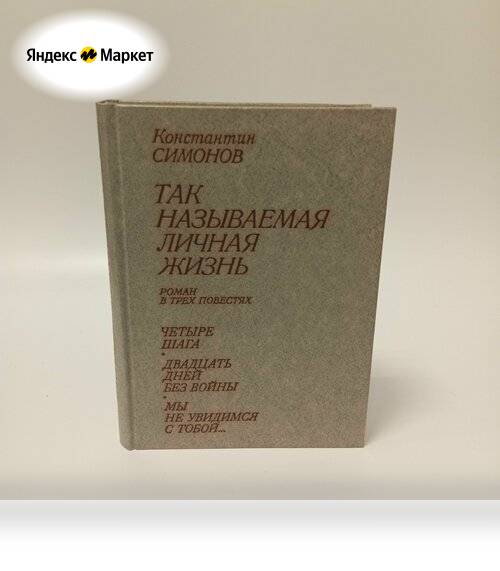 Яндекс Маркет
Константин
СИМОНОВ
ТАК
НАЗЫВАЕМАЯ
ЛИЧНАЯ
ЖИЗНЬ
РОМАН
В ТРЕХ ПОВЕСТЯХ
ЧЕТЫРЕ
ШАГА
•
ДВАДЦАТЬ
ДНЕЙ
БЕЗ ВОЙНЫ
•
МЫ
НЕ УВИДИМСЯ
С ТОБОЙ...